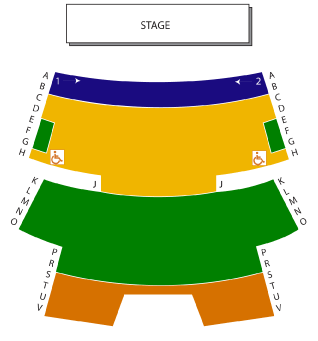 STAGE
A A
B 1 2 B
C C
D D
E E
F F
G G
H H
J J
K K
L L
M M
N N
O O
P P
R R
S S
T T
U U
V V